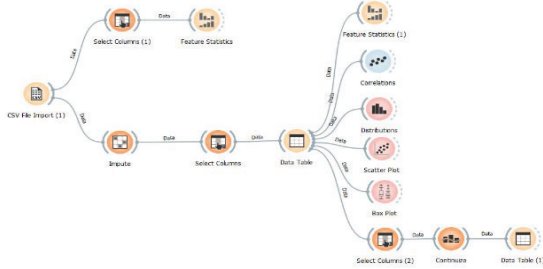 Select Columns (1)
Data
Feature Statistics
Data
CSV File Import (1)
Data
Impute
Data
Select Columns
Data
Data Table
Data
Feature Statistics (1)
Data
Correlations
Data
Distributions
Data
Scatter Plot
Data
Box Plot
Data
Select Columns (2)
Data
Continuize
Data
Data Table (1)